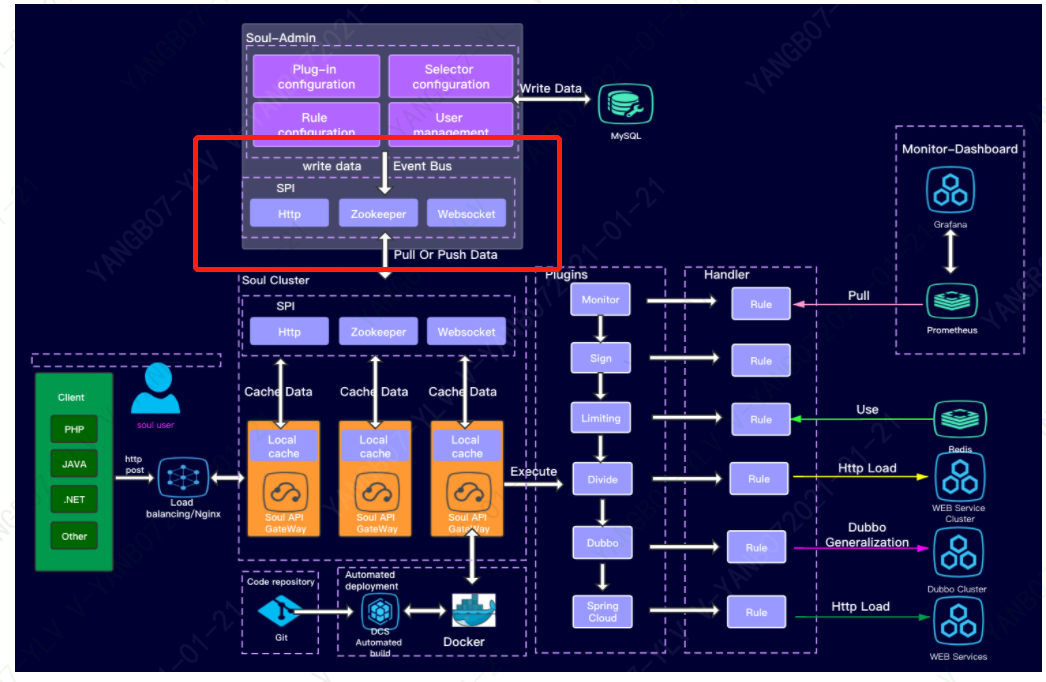 Soul-Admin
Plug-in
configuration
Selector
configuration
Rule
configuration
User
management
Write Data
MySQL
write data
Event Bus
SPI
Http
Zookeeper
Websocket
Pull Or Push Data
Monitor-Dashboard
Grafana
Prometheus
Soul Cluster
SPI
Http
Zookeeper
Websocket
Cache Data
Cache Data
Cache Data
Local
cache
Local
cache
Local
cache
Soul API
GateWay
Soul API
GateWay
Soul API
GateWay
Client
PHP
JAVA
.NET
Other
soul user
http
post
Load
balancing/Nginx
Execute
Plugins
Monitor
Sign
Limiting
Divide
Dubbo
Spring
Cloud
Handler
Rule
Rule
Rule
Rule
Rule
Rule
Pull
Use
Redis
Http Load
WEB Service
Cluster
Dubbo
Generalization
Dubbo Cluster
Http Load
WEB Services
Code repository
Git
Automated
deployment
DCS
Automated
build
Docker
YANGBO7-YLV
2021-01-21